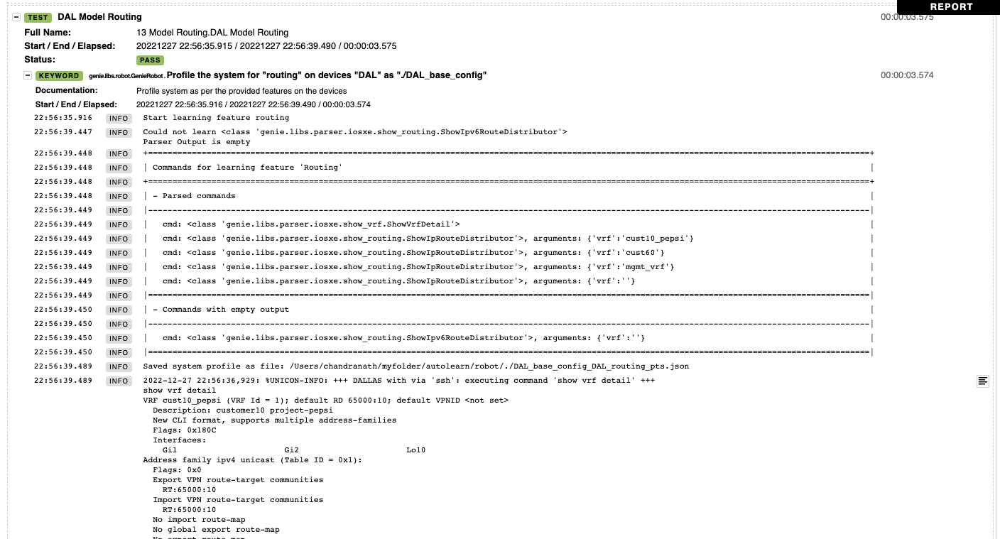 REPORT
TEST DAL Model Routing 00:00:03.575
Full Name: 13 Model Routing.DAL Model Routing
Start / End / Elapsed: 20221227 22:56:35.915 / 20221227 22:56:39.490 / 00:00:03.575
Status: PASS
KEYWORD genie.libs.robot.GenieRobot. Profile the system for "routing" on devices "DAL" as "./DAL_base_config" 00:00:03.574
Documentation: Profile system as per the provided features on the devices
Start / End / Elapsed: 20221227 22:56:35.916 / 20221227 22:56:39.490 / 00:00:03.574
22:56:35.916 INFO Start learning feature routing
22:56:39.447 INFO Could not learn <class 'genie.libs.parser.iosxe.show_routing.ShowIpv6RouteDistributor'>
Parser Output is empty
22:56:39.448 INFO +====================================================================================================================================================+
22:56:39.448 INFO | Commands for learning feature 'Routing' |
22:56:39.448 INFO +====================================================================================================================================================+
22:56:39.448 INFO | - Parsed commands |
22:56:39.449 INFO |----------------------------------------------------------------------------------------------------------------------------------------------------|
22:56:39.449 INFO | cmd: <class 'genie.libs.parser.iosxe.show_vrf.ShowVrfDetail'> |
22:56:39.449 INFO | cmd: <class 'genie.libs.parser.iosxe.show_routing.ShowIpRouteDistributor'>, arguments: {'vrf':'cust10_pepsi'} |
22:56:39.449 INFO | cmd: <class 'genie.libs.parser.iosxe.show_routing.ShowIpRouteDistributor'>, arguments: {'vrf':'cust60'} |
22:56:39.449 INFO | cmd: <class 'genie.libs.parser.iosxe.show_routing.ShowIpRouteDistributor'>, arguments: {'vrf':'mgmt_vrf'} |
22:56:39.449 INFO | cmd: <class 'genie.libs.parser.iosxe.show_routing.ShowIpRouteDistributor'>, arguments: {'vrf':''} |
22:56:39.449 INFO |====================================================================================================================================================|
22:56:39.450 INFO | - Commands with empty output |
22:56:39.450 INFO |----------------------------------------------------------------------------------------------------------------------------------------------------|
22:56:39.450 INFO | cmd: <class 'genie.libs.parser.iosxe.show_routing.ShowIpv6RouteDistributor'>, arguments: {'vrf':''} |
22:56:39.450 INFO |====================================================================================================================================================|
22:56:39.489 INFO Saved system profile as file: /Users/chandranath/myfolder/autolearn/robot/./DAL_base_config_DAL_routing_pts.json
22:56:39.489 INFO 2022-12-27 22:56:36,929: %UNICON-INFO: +++ DALLAS with via 'ssh': executing command 'show vrf detail' +++
show vrf detail
VRF cust10_pepsi (VRF Id = 1); default RD 65000:10; default VPNID <not set>
Description: customer10 project-pepsi
New CLI format, supports multiple address-families
Flags: 0x180C
Interfaces:
Gi1 Gi2 Lo10
Address family ipv4 unicast (Table ID = 0x1):
Flags: 0x0
Export VPN route-target communities
RT:65000:10
Import VPN route-target communities
RT:65000:10
No import route-map
No global export route-map
No export route-map